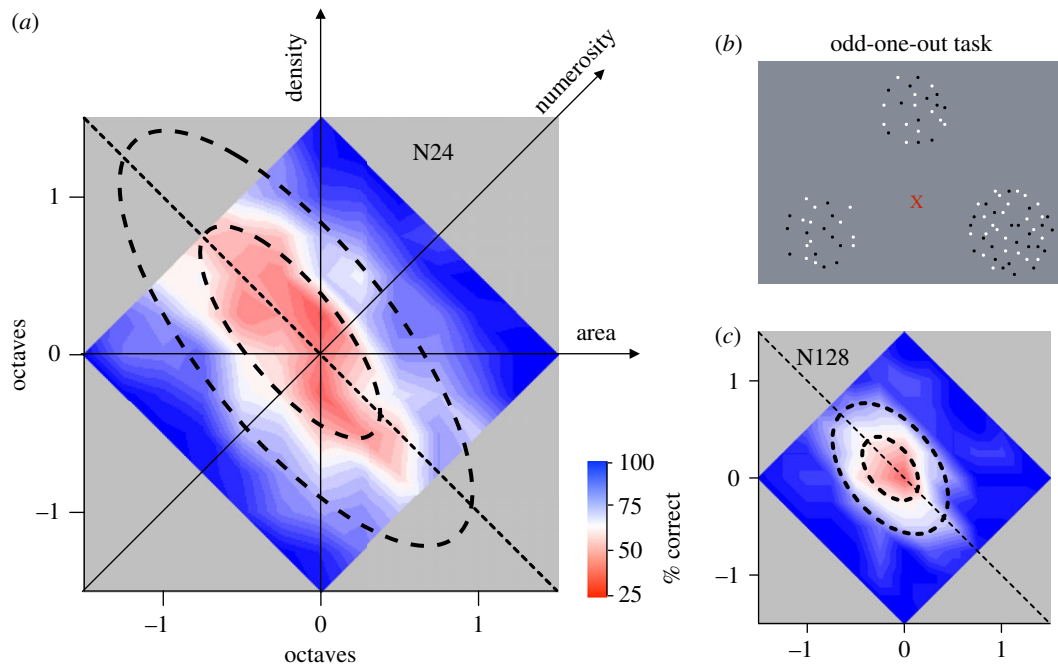 (a)
density
numerosity
N24
1
octaves
0
area
−1
100
75
50
25
% correct
−1
0
1
octaves
(b)
odd-one-out task
X
(c)
N128
1
0
−1
−1
0
1